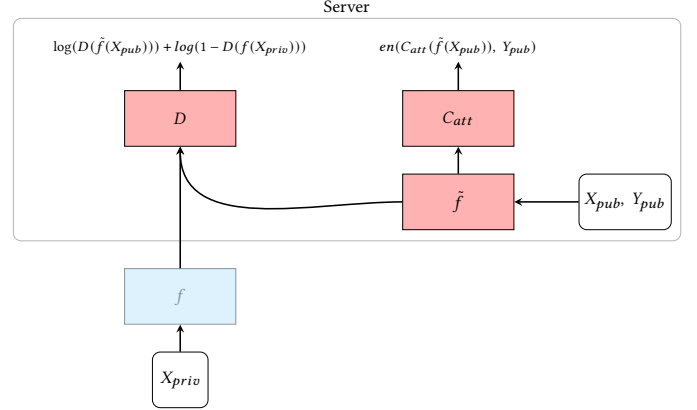 Server
log(D(f̃(X_pub))) + log(1 − D(f(X_priv)))
en(C_att(f̃(X_pub)), Y_pub)
D
C_att
f̃
X_pub, Y_pub
f
X_priv